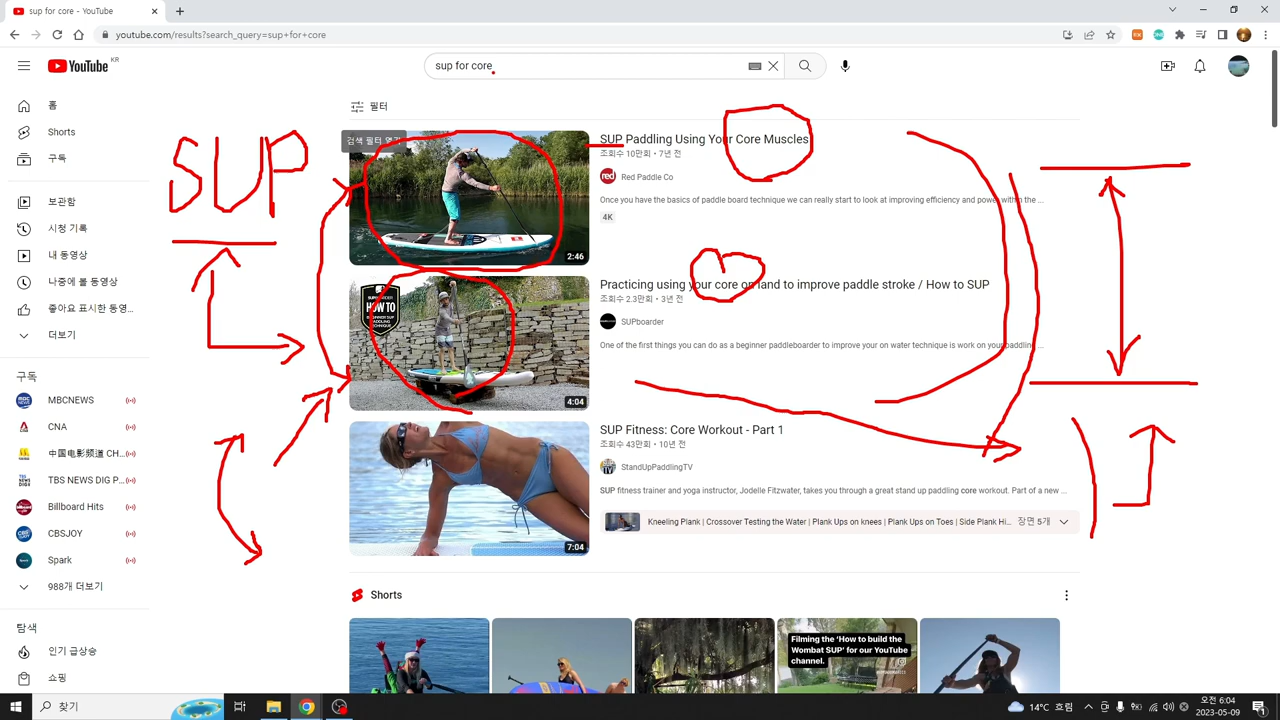 sup for core - YouTube
youtube.com/results?search_query=sup+for+core
YouTube KR
sup for core
홈
Shorts
구독
보관함
시청 기록
내 동영상
나중에 볼 동영상
좋아요 표시한 동영...
더보기
구독
MBCNEWS
CNA
中国电影频道 CH...
TBS NEWS DIG P...
Billboard Hits
CBSJOY
Spark
988개 더보기
탐색
인기 급상승
쇼핑
SUP
필터
검색 필터 열기
2:46
SUP Paddling Using Your Core Muscles
조회수 10만회 • 7년 전
red Red Paddle Co
Once you have the basics of paddle board technique we can really start to look at improving efficiency and power within the ...
4K
HOW TO
4:04
Practicing using your core on land to improve paddle stroke / How to SUP
조회수 2.3만회 • 3년 전
SUPboarder
One of the first things you can do as a beginner paddleboarder to improve your on water technique is work on your paddling ...
7:04
SUP Fitness: Core Workout - Part 1
조회수 43만회 • 10년 전
StandUpPaddlingTV
SUP fitness trainer and yoga instructor, Jodelle Fitzwater, takes you through a great stand up paddling core workout. Part of a new...
Kneeling Plank | Crossover Testing the Water | Plank Ups on knees | Plank Ups on Toes | Side Plank Hi... 장면 5개
Shorts
Filming the 'How to build the
Wombat SUP' for our YouTube
channel.
찾기
14°C 흐림
오전 6:04
2023-05-09